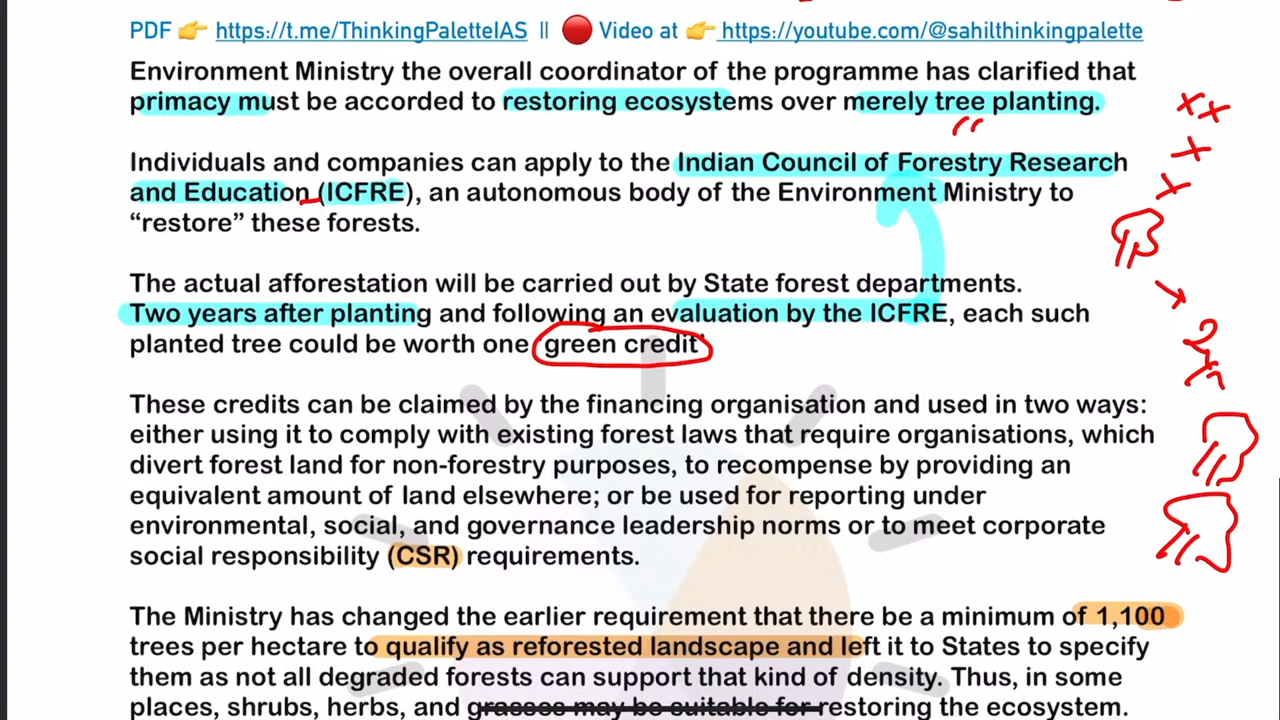 PDF 👉 https://t.me/ThinkingPaletteIAS || 🔴 Video at 👉 https://youtube.com/@sahilthinkingpalette
Environment Ministry the overall coordinator of the programme has clarified that
primacy must be accorded to restoring ecosystems over merely tree planting.
Individuals and companies can apply to the Indian Council of Forestry Research
and Education (ICFRE), an autonomous body of the Environment Ministry to
“restore” these forests.
The actual afforestation will be carried out by State forest departments.
Two years after planting and following an evaluation by the ICFRE, each such
planted tree could be worth one ‘green credit’
These credits can be claimed by the financing organisation and used in two ways:
either using it to comply with existing forest laws that require organisations, which
divert forest land for non-forestry purposes, to recompense by providing an
equivalent amount of land elsewhere; or be used for reporting under
environmental, social, and governance leadership norms or to meet corporate
social responsibility (CSR) requirements.
The Ministry has changed the earlier requirement that there be a minimum of 1,100
trees per hectare to qualify as reforested landscape and left it to States to specify
them as not all degraded forests can support that kind of density. Thus, in some
places, shrubs, herbs, and grasses may be suitable for restoring the ecosystem.